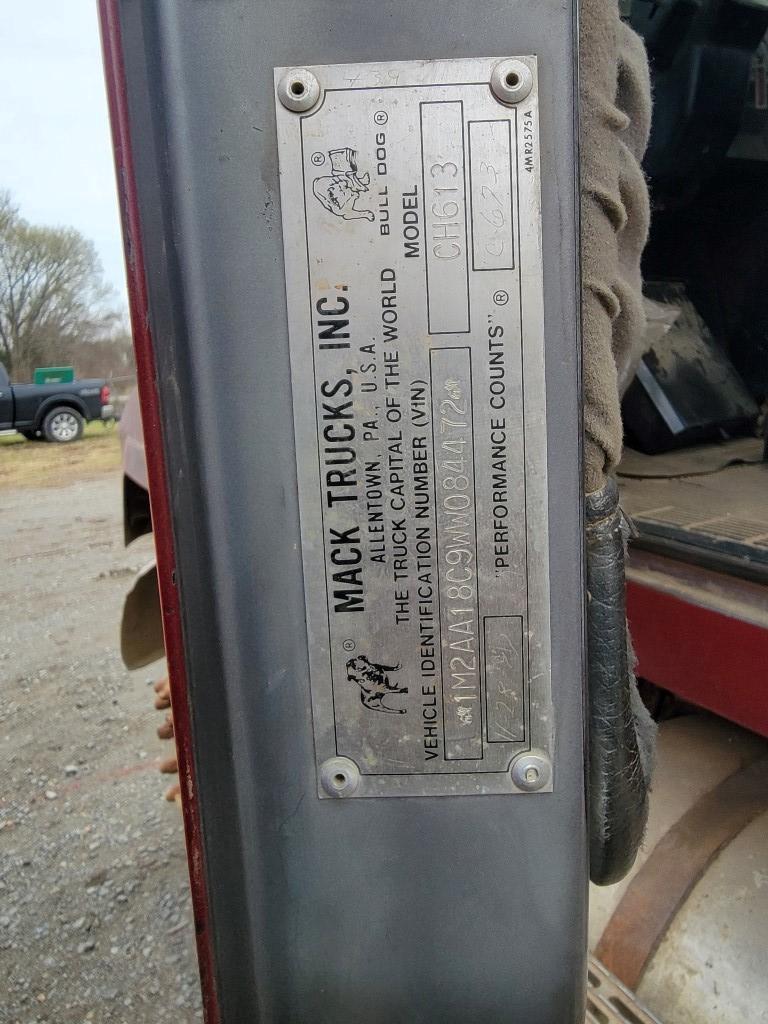 MACK TRUCKS, INC.
ALLENTOWN, PA., U.S.A.
THE TRUCK CAPITAL OF THE WORLD
® BULL DOG ®
VEHICLE IDENTIFICATION NUMBER (VIN)
MODEL
1M2AA18C9WW084472
CH613
"PERFORMANCE COUNTS" ®
4MR2575A